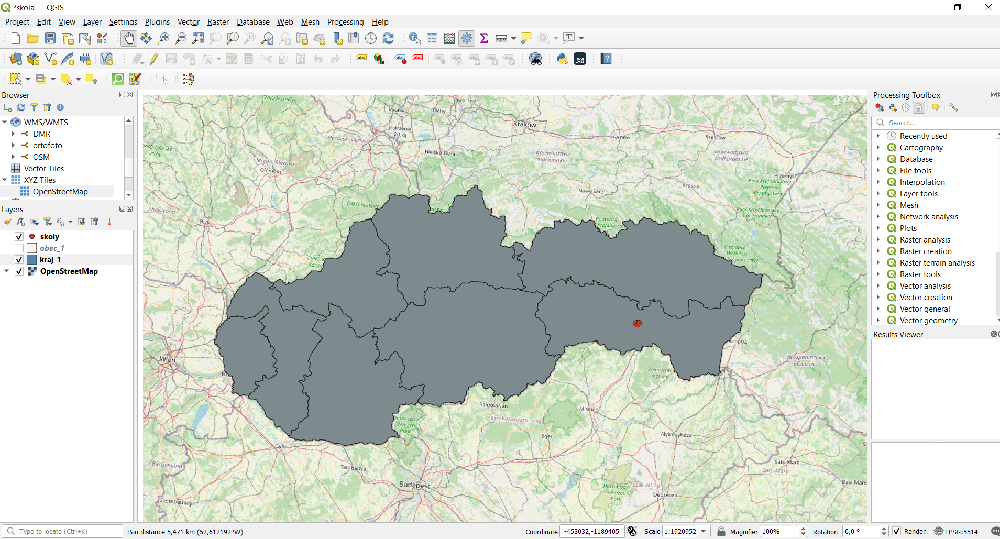 *skola — QGIS
Project Edit View Layer Settings Plugins Vector Raster Database Web Mesh Processing Help
Browser
WMS/WMTS
DMR
ortofoto
OSM
Vector Tiles
XYZ Tiles
OpenStreetMap
Layers
skoly
obec_1
kraj_1
OpenStreetMap
CHKO Jeseníky
Jaworzno
Rybnik
Tychy
Jastrzębie-
Zdrój
Kraków
Tarnów
Rzeszów
Moravskoslezsko
CHKO Žďárské
vrchy
Bielsko-Biała
województwo
małopolskie
województwo
podkarpackie
Střední Morava
Olomouc
Przemyśl
Park Krajobrazowy
Pogórza
Krosno
Nowy Sącz
CHKO Beskydy
Jihovýchod
Brno
Park Krajobrazowy
Gór Słonnych
Popradzki
Krajobrazowy
Ciśniańsko-
Wetliński
Krajobrazowy
Wien
Закарпатська
область
Zempléni-
hegység
Salgótarján
Miskolc
Észak-Magyarország
Duna-Ipoly
Nemzeti
Park
Eger
Nyíregyháza
Győr
Burgenland
Tatabánya
Satu Mare
Satu-Mare
Budapest
Baia Mare
Hortobágyi
Nemzeti
Park
Észak-Alföld
Debrecen
Szombathely
Processing Toolbox
Search...
Recently used
Cartography
Database
File tools
Interpolation
Layer tools
Mesh
Network analysis
Plots
Raster analysis
Raster creation
Raster terrain analysis
Raster tools
Vector analysis
Vector creation
Vector general
Vector geometry
Results Viewer
Type to locate (Ctrl+K) Pan distance 5,471 km (52,612192°W) Coordinate -453032,-1189405 Scale 1:1920952 Magnifier 100% Rotation 0,0 ° Render EPSG:5514